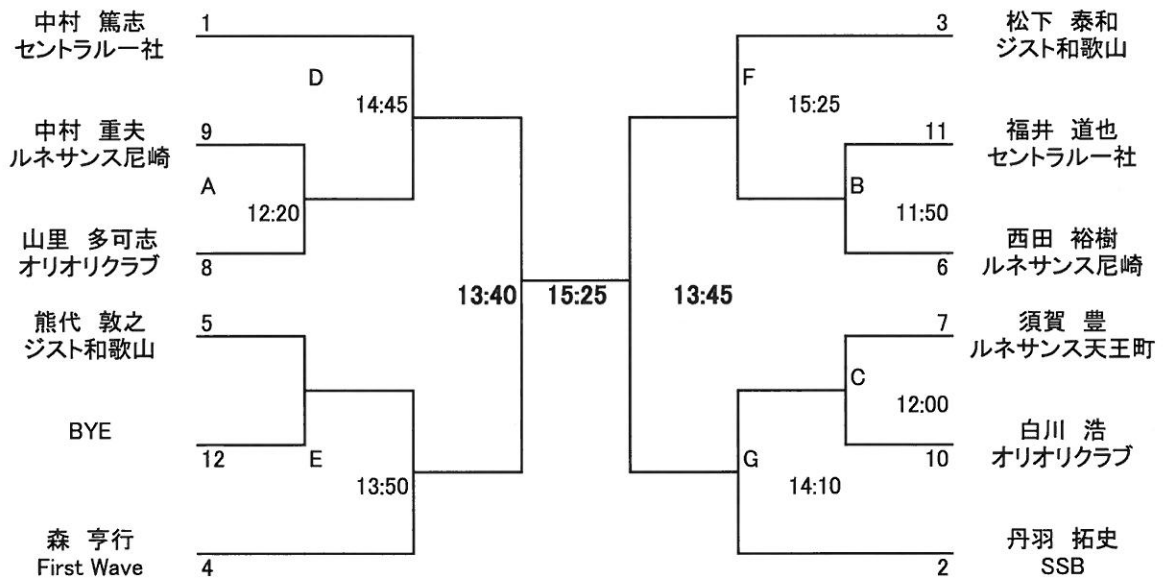 中村 篤志
セントラル一社
1
D
14:45
中村 重夫
ルネサンス尼崎
9
A
12:20
山里 多可志
オリオリクラブ
8
熊代 敦之
ジスト和歌山
5
BYE
12
E
13:50
森 亨行
First Wave
4
13:40
15:25
13:45
3
松下 泰和
ジスト和歌山
F
15:25
11
福井 道也
セントラル一社
B
11:50
西田 裕樹
ルネサンス尼崎
6
7
須賀 豊
ルネサンス天王町
C
12:00
白川 浩
オリオリクラブ
10
G
14:10
丹羽 拓史
SSB
2